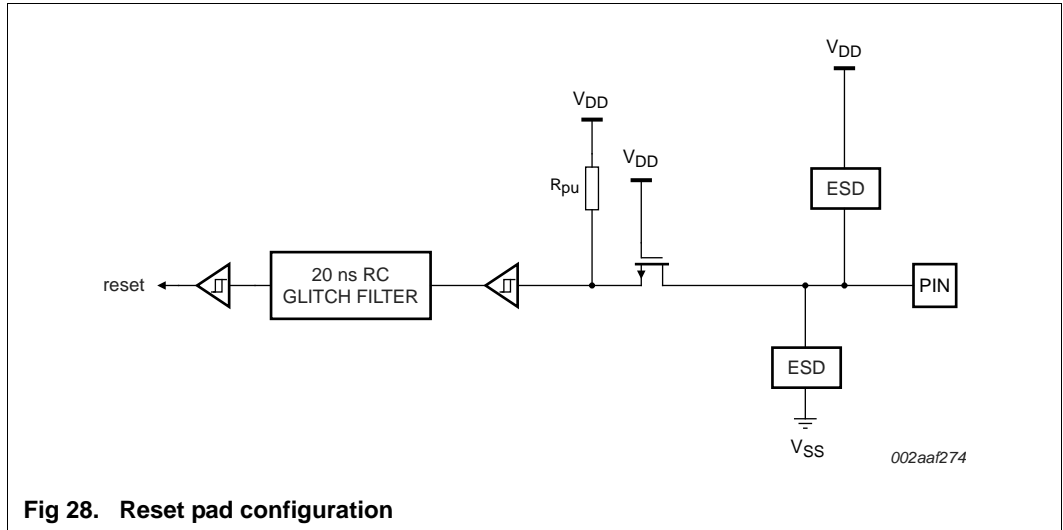 VDD
VDD
VDD
Rpu
ESD
reset
20 ns RC
GLITCH FILTER
PIN
ESD
VSS
002aaf274
Fig 28. Reset pad configuration